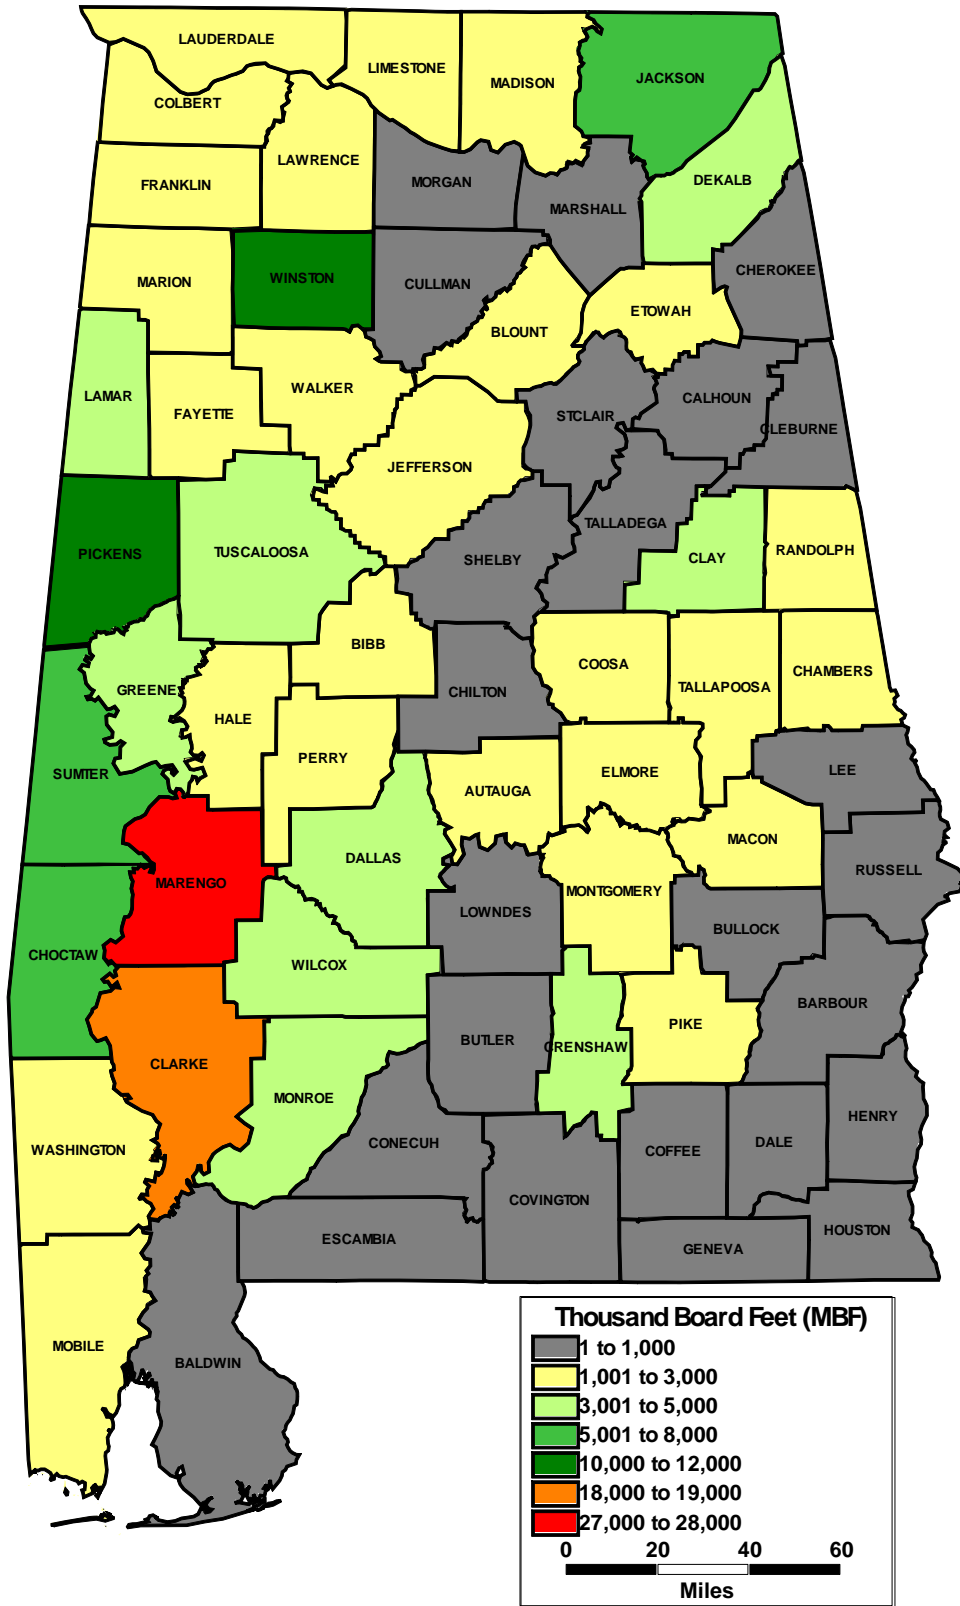 LAUDERDALE
LIMESTONE
MADISON
JACKSON
COLBERT
LAWRENCE
FRANKLIN
MORGAN
DEKALB
MARSHALL
MARION
WINSTON
CULLMAN
CHEROKEE
BLOUNT
ETOWAH
LAMAR
WALKER
CALHOUN
FAYETTE
STCLAIR
CLEBURNE
JEFFERSON
TALLADEGA
PICKENS
TUSCALOOSA
SHELBY
CLAY
RANDOLPH
BIBB
COOSA
CHAMBERS
GREENE
CHILTON
TALLAPOOSA
HALE
PERRY
SUMTER
ELMORE
LEE
AUTAUGA
MACON
DALLAS
RUSSELL
MARENGO
MONTGOMERY
LOWNDES
BULLOCK
CHOCTAW
WILCOX
BARBOUR
PIKE
BUTLER
CRENSHAW
CLARKE
MONROE
HENRY
CONECUH
DALE
WASHINGTON
COFFEE
COVINGTON
HOUSTON
ESCAMBIA
GENEVA
MOBILE
BALDWIN
Thousand Board Feet (MBF)
1 to 1,000
1,001 to 3,000
3,001 to 5,000
5,001 to 8,000
10,000 to 12,000
18,000 to 19,000
27,000 to 28,000
0 20 40 60
Miles